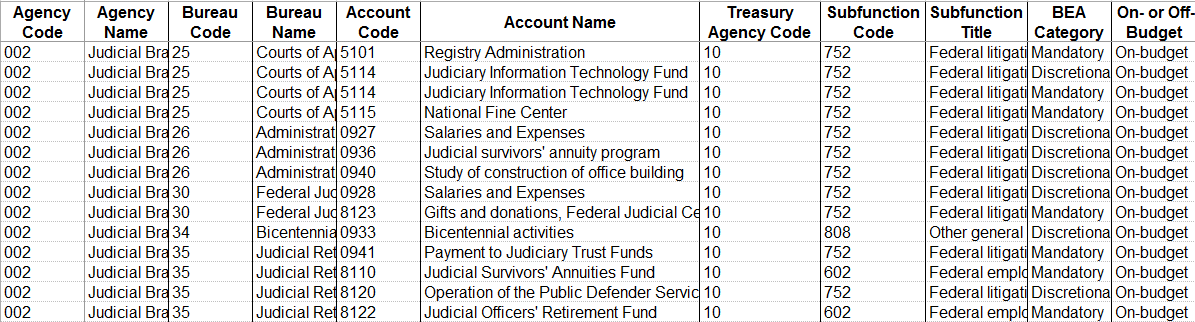 Agency Code Agency Name Bureau Code Bureau Name Account Code Account Name Treasury Agency Code Subfunction Code Subfunction Title BEA Category On- or Off- Budget
002 Judicial Bra 25 Courts of A 5101 Registry Administration 10 752 Federal litigati Mandatory On-budget
002 Judicial Bra 25 Courts of A 5114 Judiciary Information Technology Fund 10 752 Federal litigati Discretiona On-budget
002 Judicial Bra 25 Courts of A 5114 Judiciary Information Technology Fund 10 752 Federal litigati Mandatory On-budget
002 Judicial Bra 25 Courts of A 5115 National Fine Center 10 752 Federal litigati Mandatory On-budget
002 Judicial Bra 26 Administrat 0927 Salaries and Expenses 10 752 Federal litigati Discretiona On-budget
002 Judicial Bra 26 Administrat 0936 Judicial survivors' annuity program 10 752 Federal litigati Discretiona On-budget
002 Judicial Bra 26 Administrat 0940 Study of construction of office building 10 752 Federal litigati Discretiona On-budget
002 Judicial Bra 30 Federal Jud 0928 Salaries and Expenses 10 752 Federal litigati Discretiona On-budget
002 Judicial Bra 30 Federal Jud 8123 Gifts and donations, Federal Judicial Ce 10 752 Federal litigati Mandatory On-budget
002 Judicial Bra 34 Bicentennia 0933 Bicentennial activities 10 808 Other general Discretiona On-budget
002 Judicial Bra 35 Judicial Ret 0941 Payment to Judiciary Trust Funds 10 752 Federal litigati Mandatory On-budget
002 Judicial Bra 35 Judicial Ret 8110 Judicial Survivors' Annuities Fund 10 602 Federal emplo Mandatory On-budget
002 Judicial Bra 35 Judicial Ret 8120 Operation of the Public Defender Servic 10 752 Federal litigati Discretiona On-budget
002 Judicial Bra 35 Judicial Ret 8122 Judicial Officers' Retirement Fund 10 602 Federal emplo Mandatory On-budget